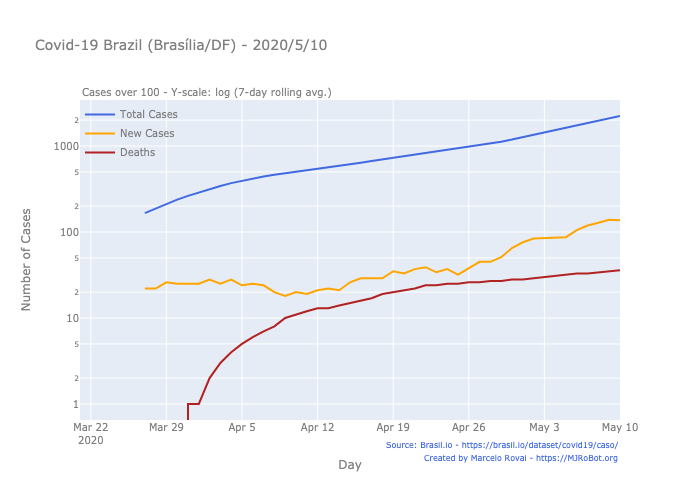 Covid-19 Brazil (Brasília/DF) - 2020/5/10
Cases over 100 - Y-scale: log (7-day rolling avg.)
Total Cases
New Cases
Deaths
2
1000
5
2
100
5
2
10
5
2
1
Number of Cases
Mar 22
2020
Mar 29
Apr 5
Apr 12
Apr 19
Apr 26
May 3
May 10
Source: Brasil.io - https://brasil.io/dataset/covid19/caso/
Created by Marcelo Rovai - https://MJRoBot.org
Day